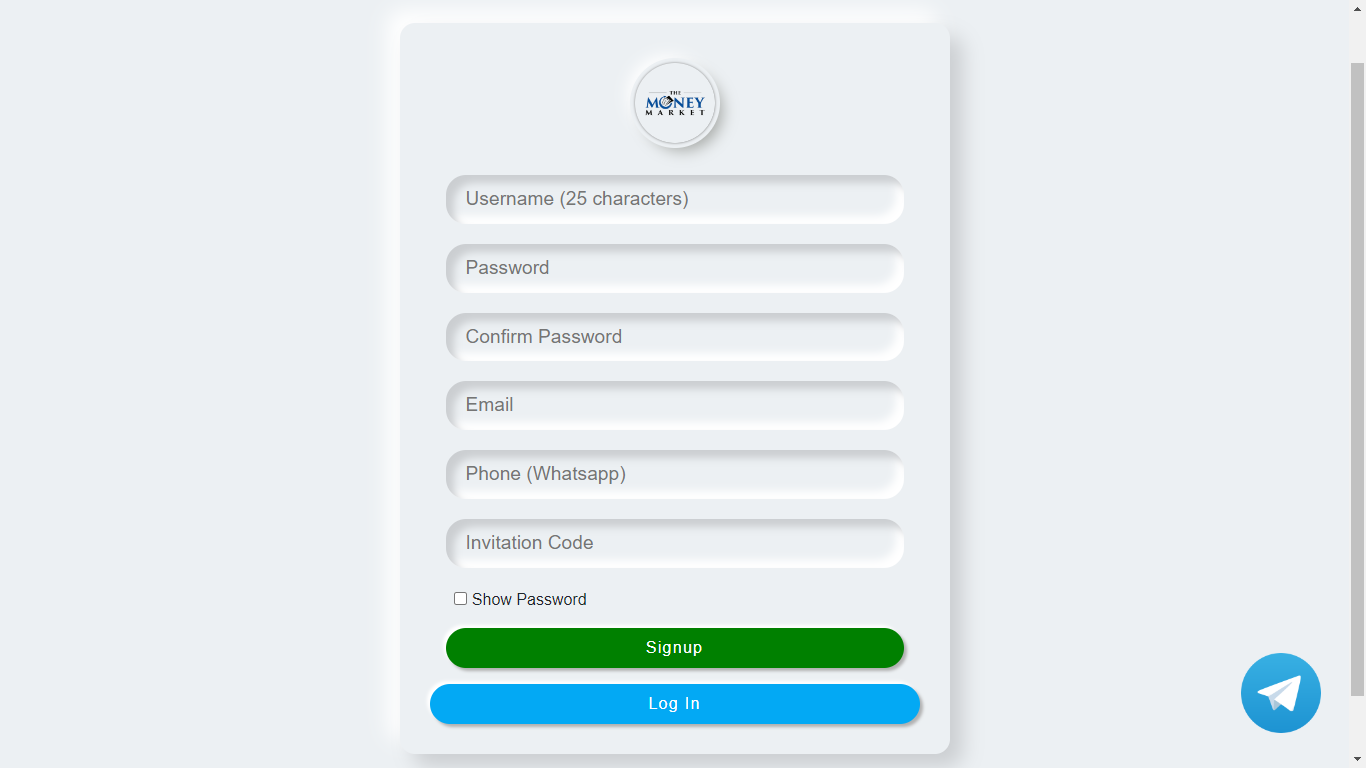 THE
MONEY
MARKET
Username (25 characters)
Password
Confirm Password
Email
Phone (Whatsapp)
Invitation Code
Show Password
Signup
Log In